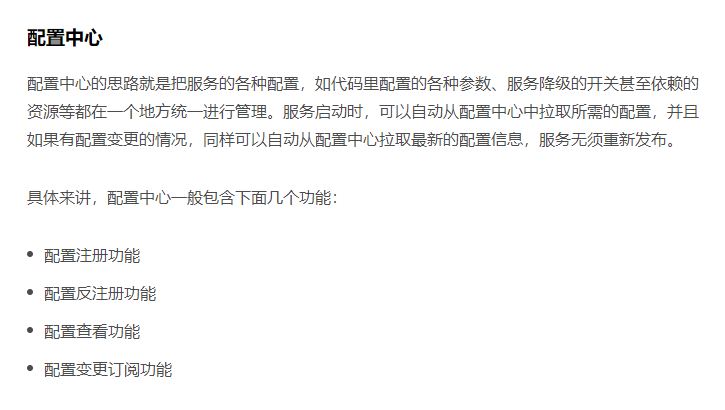 配置中心
配置中心的思路就是把服务的各种配置，如代码里配置的各种参数、服务降级的开关甚至依赖的
资源等都在一个地方统一进行管理。服务启动时，可以自动从配置中心中拉取所需的配置，并且
如果有配置变更的情况，同样可以自动从配置中心拉取最新的配置信息，服务无须重新发布。
具体来讲，配置中心一般包含下面几个功能：
• 配置注册功能
• 配置反注册功能
• 配置查看功能
• 配置变更订阅功能